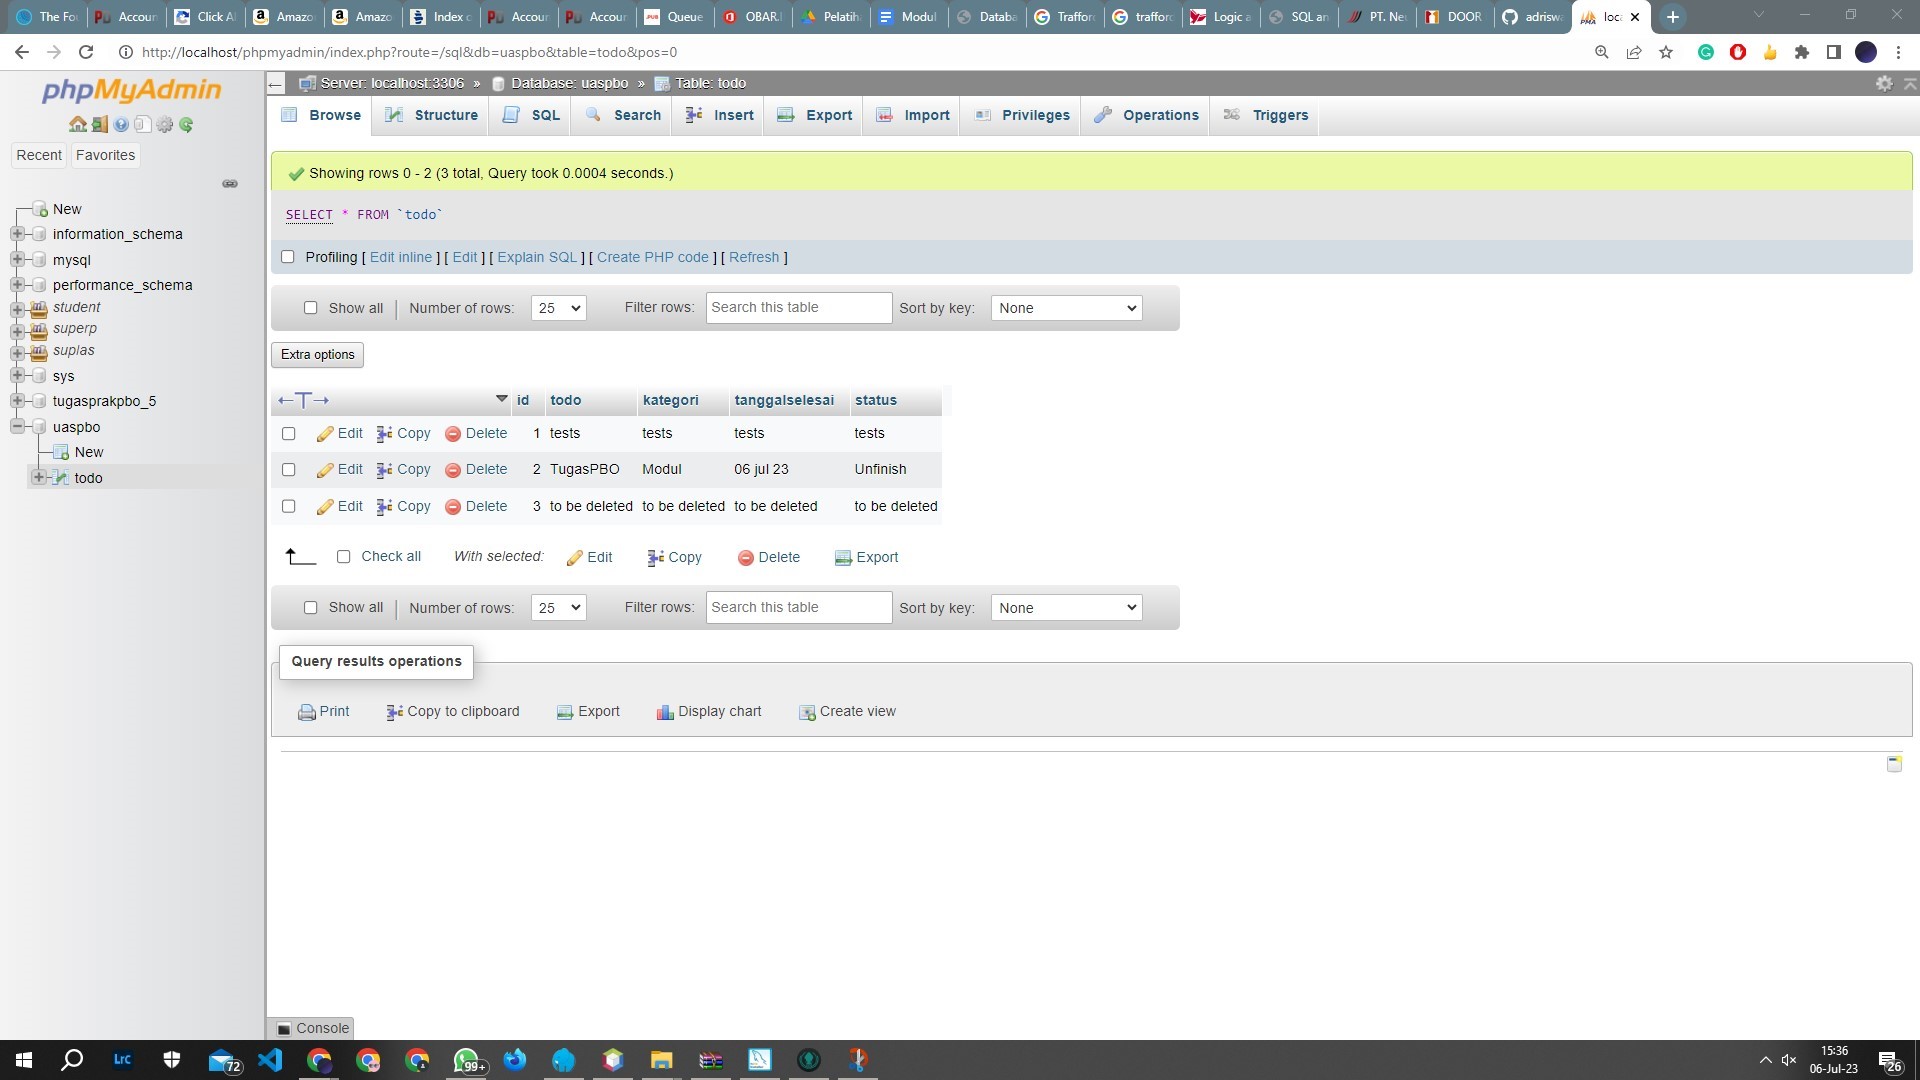 The Fo
Accoun
Click A
Amazo
Amazo
Index o
Accour
Accour
Queue
OBAR.
Pelatih
Modul
Databa
Traffor
traffor
Logic a
SQL an
PT. Ne
DOOR
adrisw
loc
http://localhost/phpmyadmin/index.php?route=/sql&db=uaspbo&table=todo&pos=0
phpMyAdmin
Recent Favorites
New
information_schema
mysql
performance_schema
student
superp
suplas
sys
tugasprakpbo_5
uaspbo
New
todo
Server: localhost:3306 » Database: uaspbo » Table: todo
Browse Structure SQL Search Insert Export Import Privileges Operations Triggers
Showing rows 0 - 2 (3 total, Query took 0.0004 seconds.)
SELECT * FROM `todo`
Profiling [ Edit inline ] [ Edit ] [ Explain SQL ] [ Create PHP code ] [ Refresh ]
Show all Number of rows: 25 Filter rows: Search this table Sort by key: None
Extra options
←T→ id todo kategori tanggalselesai status
Edit Copy Delete 1 tests tests tests tests
Edit Copy Delete 2 TugasPBO Modul 06 jul 23 Unfinish
Edit Copy Delete 3 to be deleted to be deleted to be deleted to be deleted
Check all With selected: Edit Copy Delete Export
Show all Number of rows: 25 Filter rows: Search this table Sort by key: None
Query results operations
Print Copy to clipboard Export Display chart Create view
Console
Lrc
72
99+
15:36
06-Jul-23
26